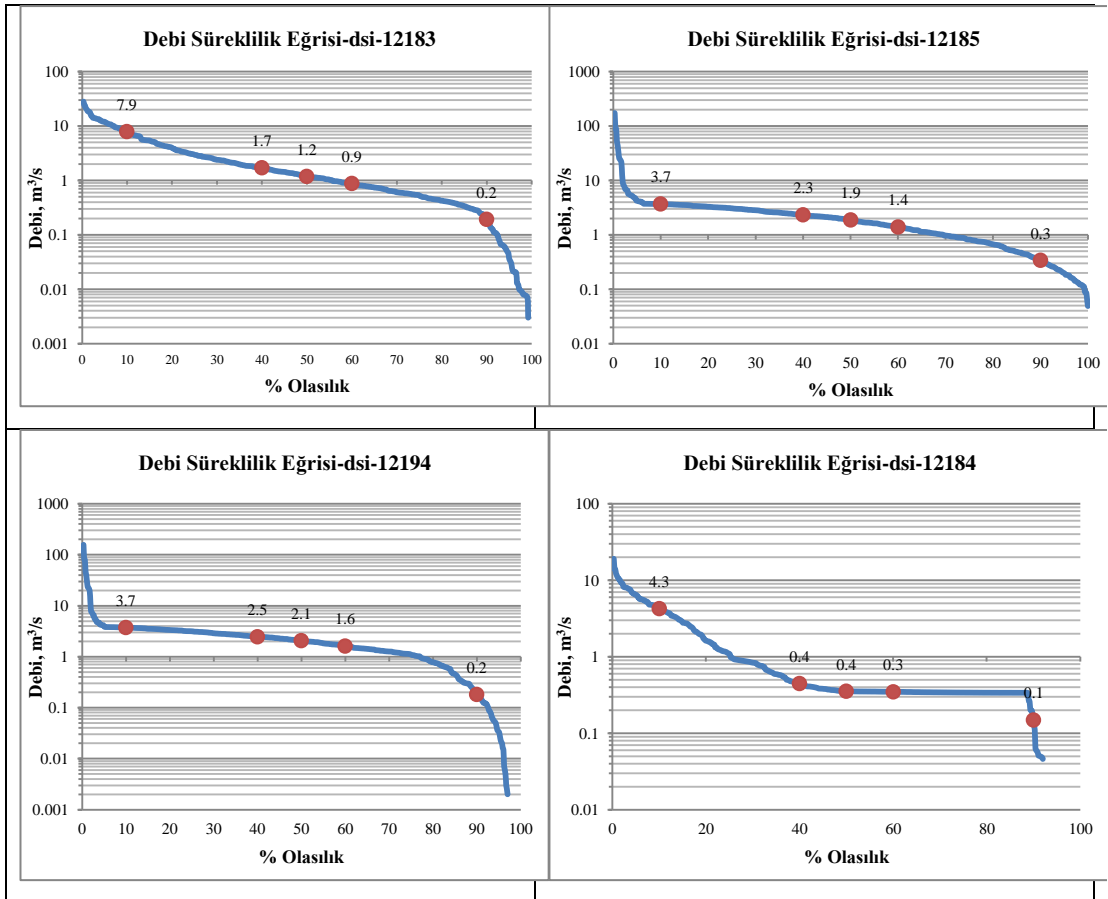 Debi Süreklilik Eğrisi-dsi-12183
100
10
1
0.1
0.01
0.001
Debi, m³/s
7.9
1.7
1.2
0.9
0.2
0 10 20 30 40 50 60 70 80 90 100
% Olasılık
Debi Süreklilik Eğrisi-dsi-12185
1000
100
10
1
0.1
0.01
Debi, m³/s
3.7
2.3
1.9
1.4
0.3
0 10 20 30 40 50 60 70 80 90 100
% Olasılık
Debi Süreklilik Eğrisi-dsi-12194
1000
100
10
1
0.1
0.01
0.001
Debi, m³/s
3.7
2.5
2.1
1.6
0.2
0 10 20 30 40 50 60 70 80 90 100
% Olasılık
Debi Süreklilik Eğrisi-dsi-12184
100
10
1
0.1
0.01
Debi, m³/s
4.3
0.4
0.4
0.3
0.1
0 20 40 60 80 100
% Olasılık